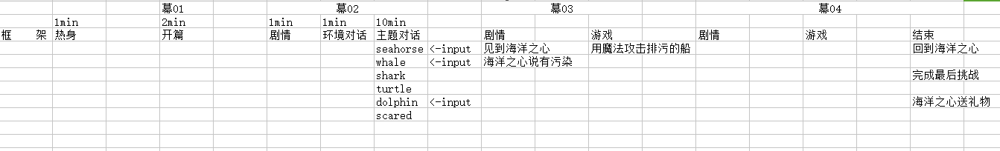 幕01 幕02 幕03 幕04
1min 2min 1min 1min 10min
框 架 热身 开篇 剧情 环境对话 主题对话 剧情 游戏 剧情 游戏 结束
seahorse <-input 见到海洋之心 用魔法攻击排污的船 回到海洋之心
whale <-input 海洋之心说有污染
shark 完成最后挑战
turtle
dolphin <-input 海洋之心送礼物
scared